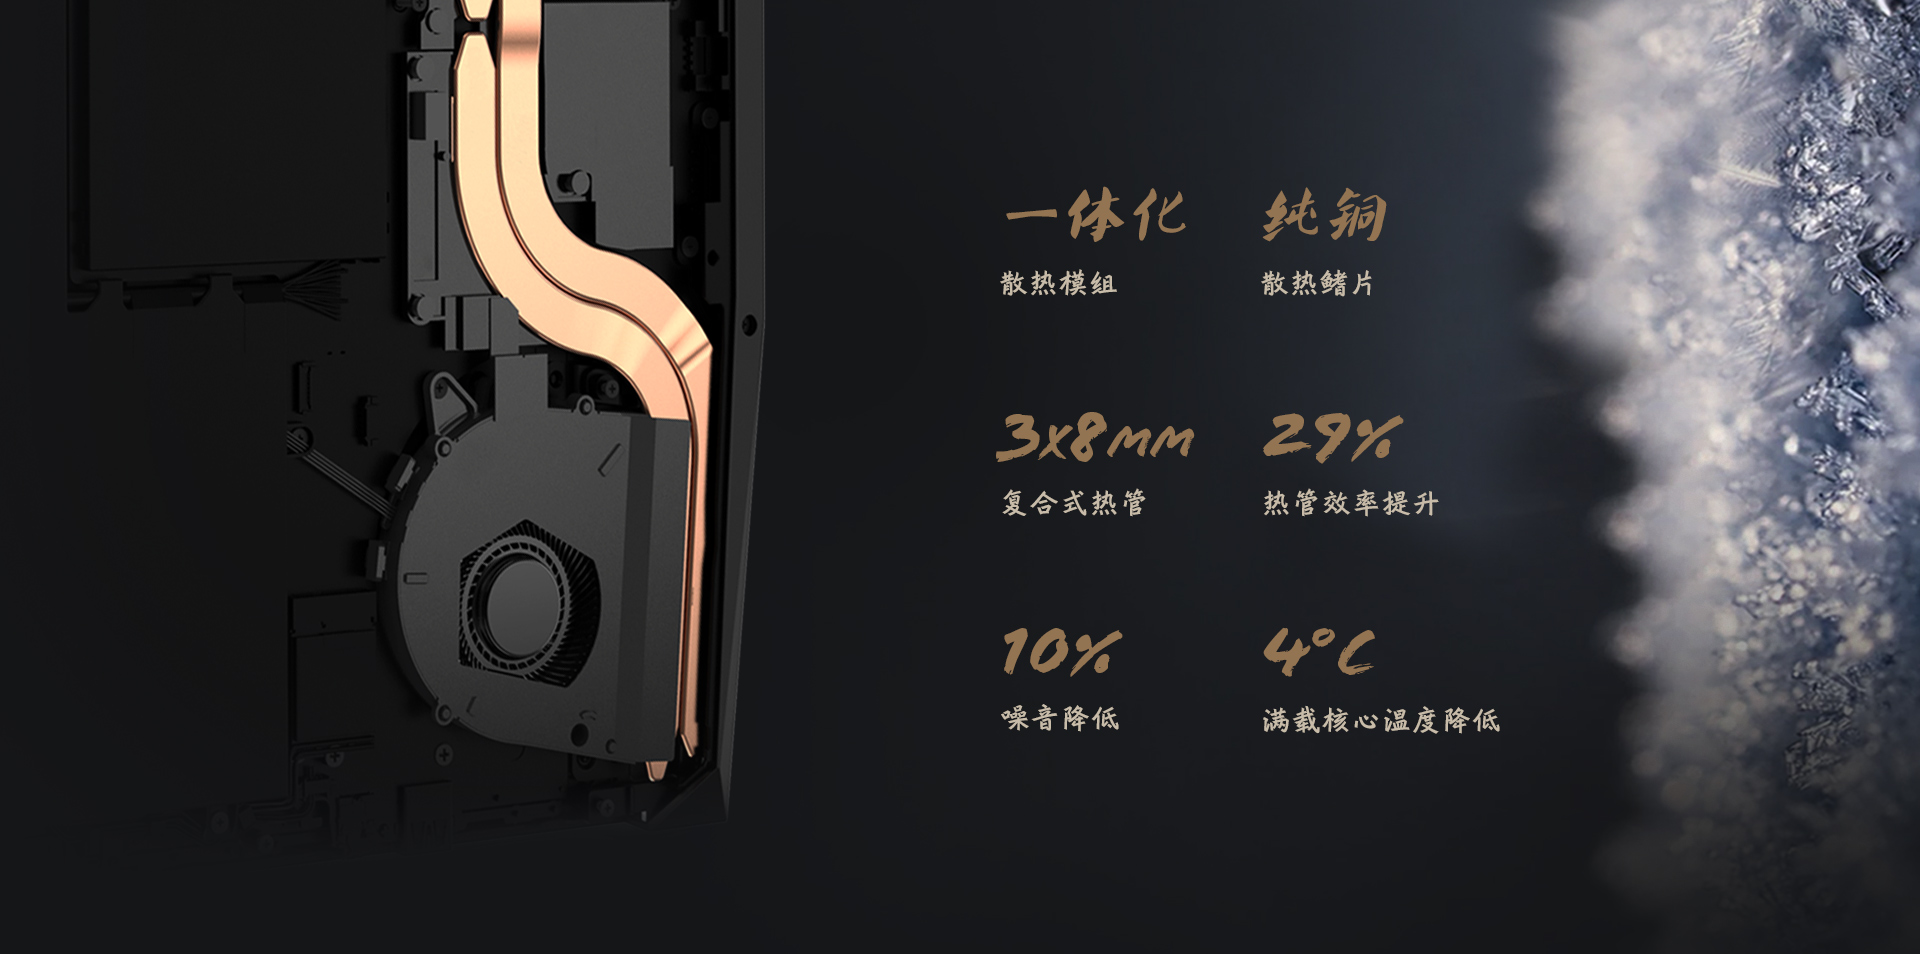 一体化 纯铜
散热模组 散热鳍片
3x8mm 29%
复合式热管 热管效率提升
10% 4°C
噪音降低 满载核心温度降低